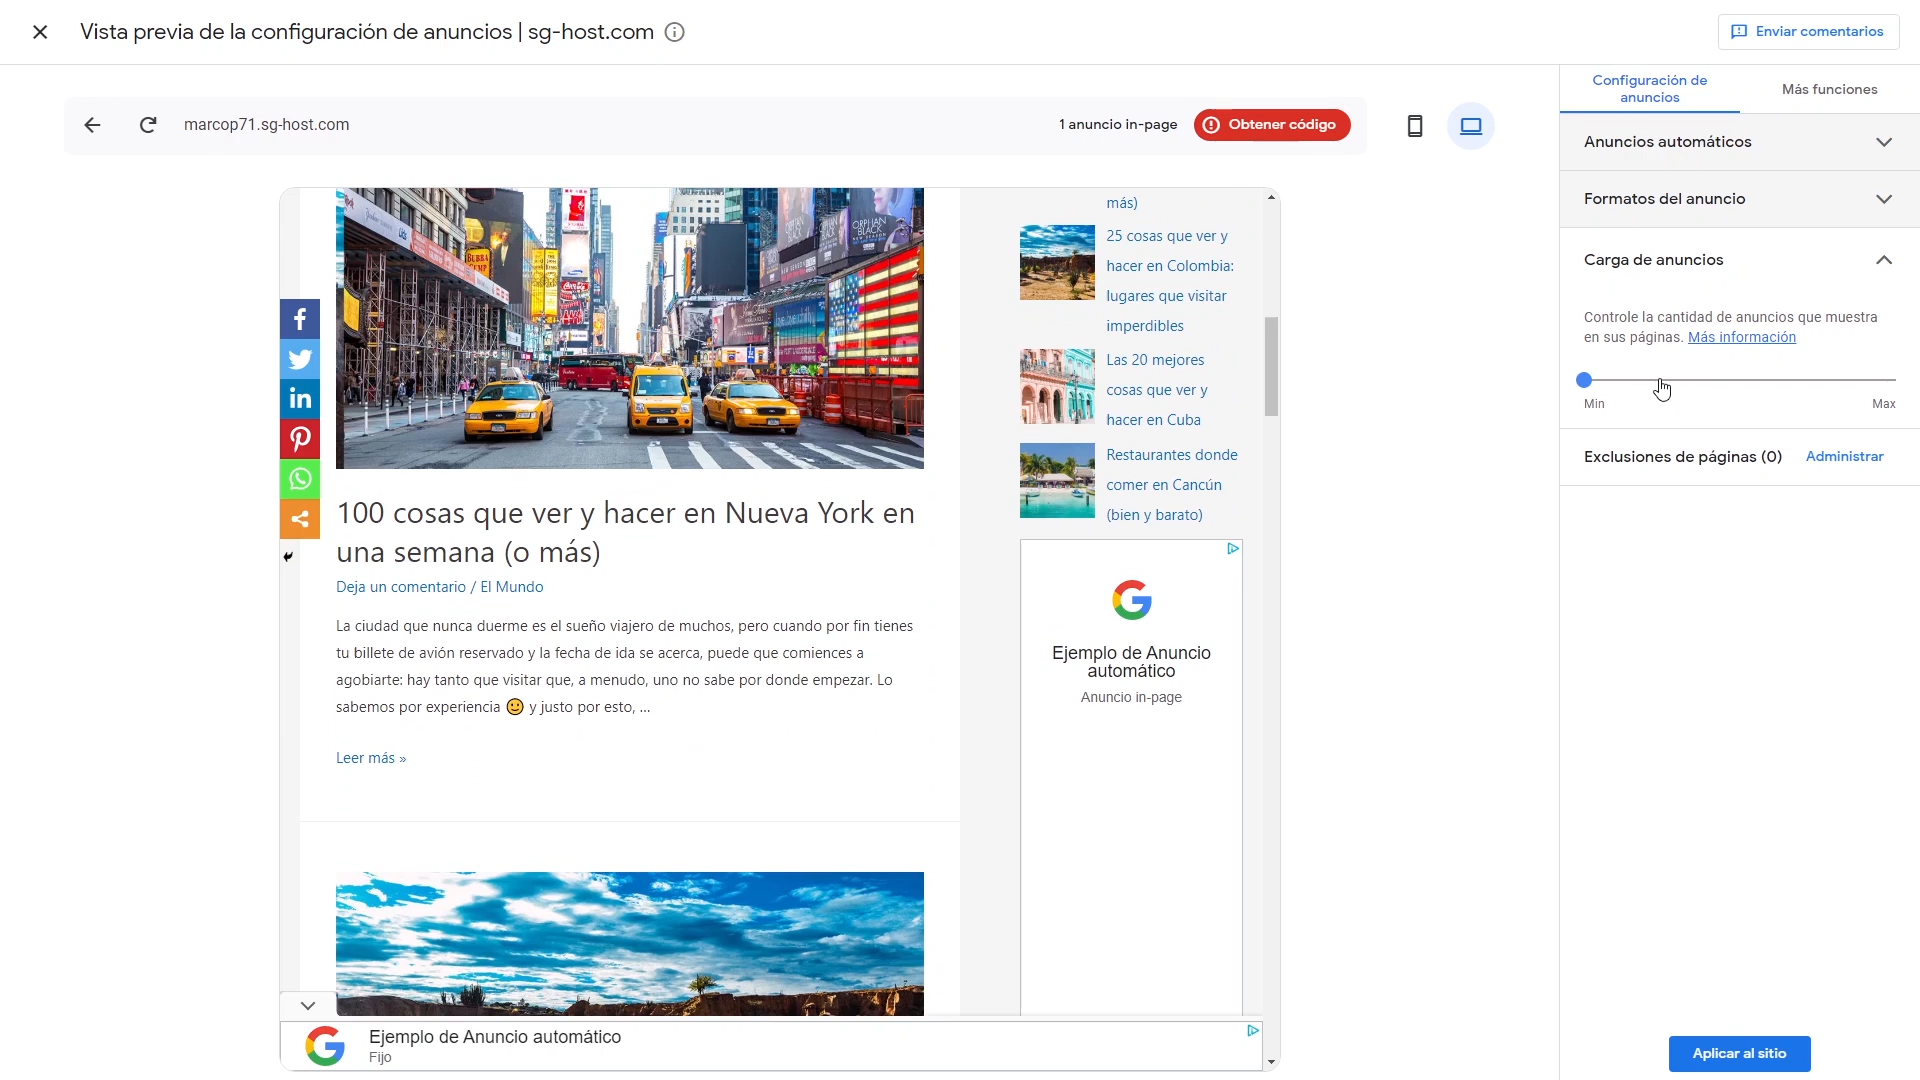 Vista previa de la configuración de anuncios | sg-host.com
Enviar comentarios
marcop71.sg-host.com
1 anuncio in-page
Obtener código
Configuración de
anuncios
Más funciones
Anuncios automáticos
Formatos del anuncio
Carga de anuncios
Controle la cantidad de anuncios que muestra
en sus páginas. Más información
Min
Max
Exclusiones de páginas (0)
Administrar
Aplicar al sitio
BUBBA
GUMP
ORPHAN
BLACK
100 cosas que ver y hacer en Nueva York en
una semana (o más)
Deja un comentario / El Mundo
La ciudad que nunca duerme es el sueño viajero de muchos, pero cuando por fin tienes
tu billete de avión reservado y la fecha de ida se acerca, puede que comiences a
agobiarte: hay tanto que visitar que, a menudo, uno no sabe por donde empezar. Lo
sabemos por experiencia 🙂 y justo por esto, ...
Leer más »
más)
25 cosas que ver y
hacer en Colombia:
lugares que visitar
imperdibles
Las 20 mejores
cosas que ver y
hacer en Cuba
Restaurantes donde
comer en Cancún
(bien y barato)
Ejemplo de Anuncio
automático
Anuncio in-page
Ejemplo de Anuncio automático
Fijo